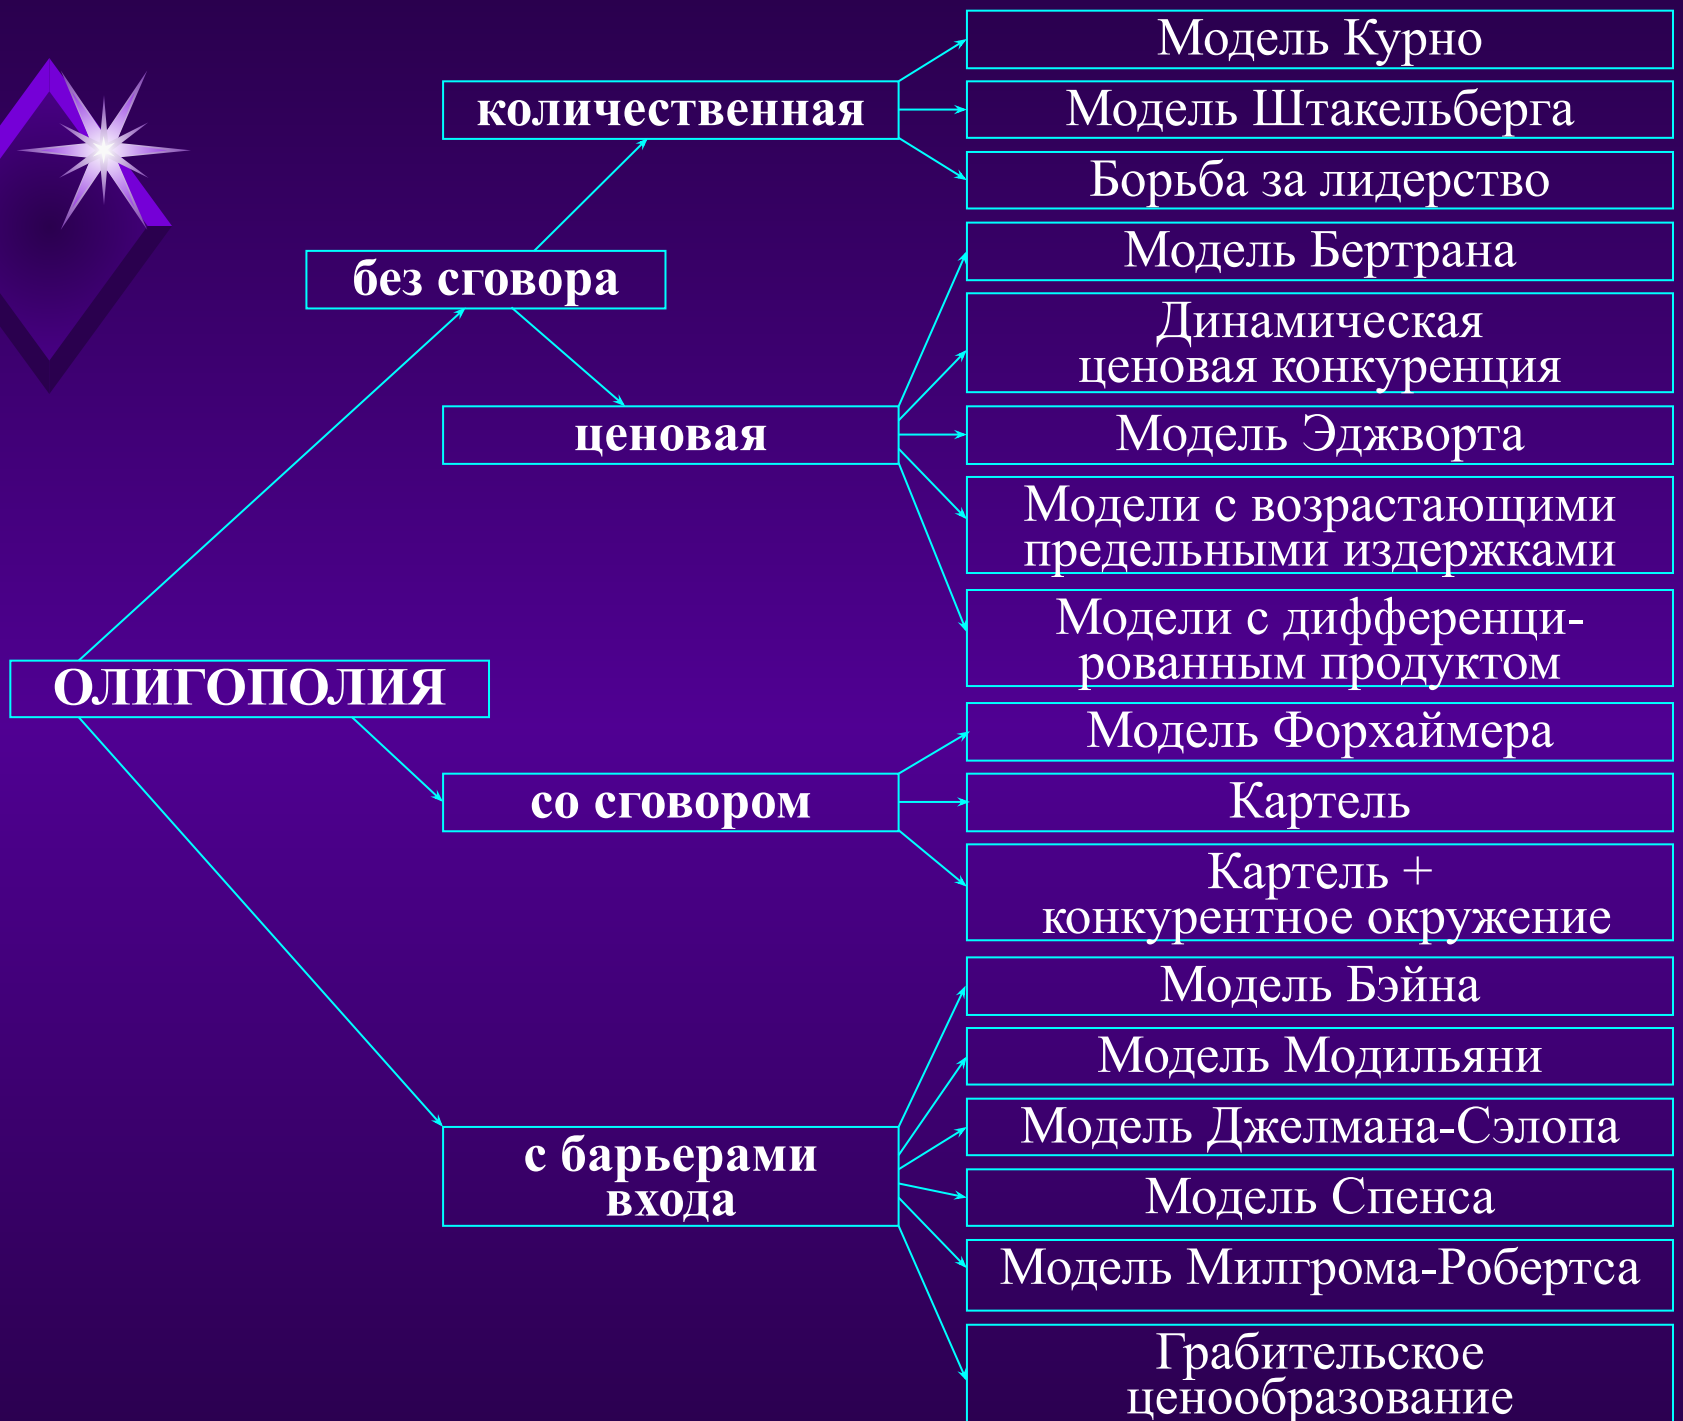 Модель Курно
количественная
Модель Штакельберга
Борьба за лидерство
без сговора
Модель Бертрана
Динамическая
ценовая конкуренция
ценовая
Модель Эджворта
Модели с возрастающими
предельными издержками
Модели с дифференци-
рованным продуктом
ОЛИГОПОЛИЯ
Модель Форхаймера
со сговором
Картель
Картель +
конкурентное окружение
Модель Бэйна
Модель Модильяни
Модель Джелмана-Сэлопа
с барьерами
входа
Модель Спенса
Модель Милгрома-Робертса
Грабительское
ценообразование